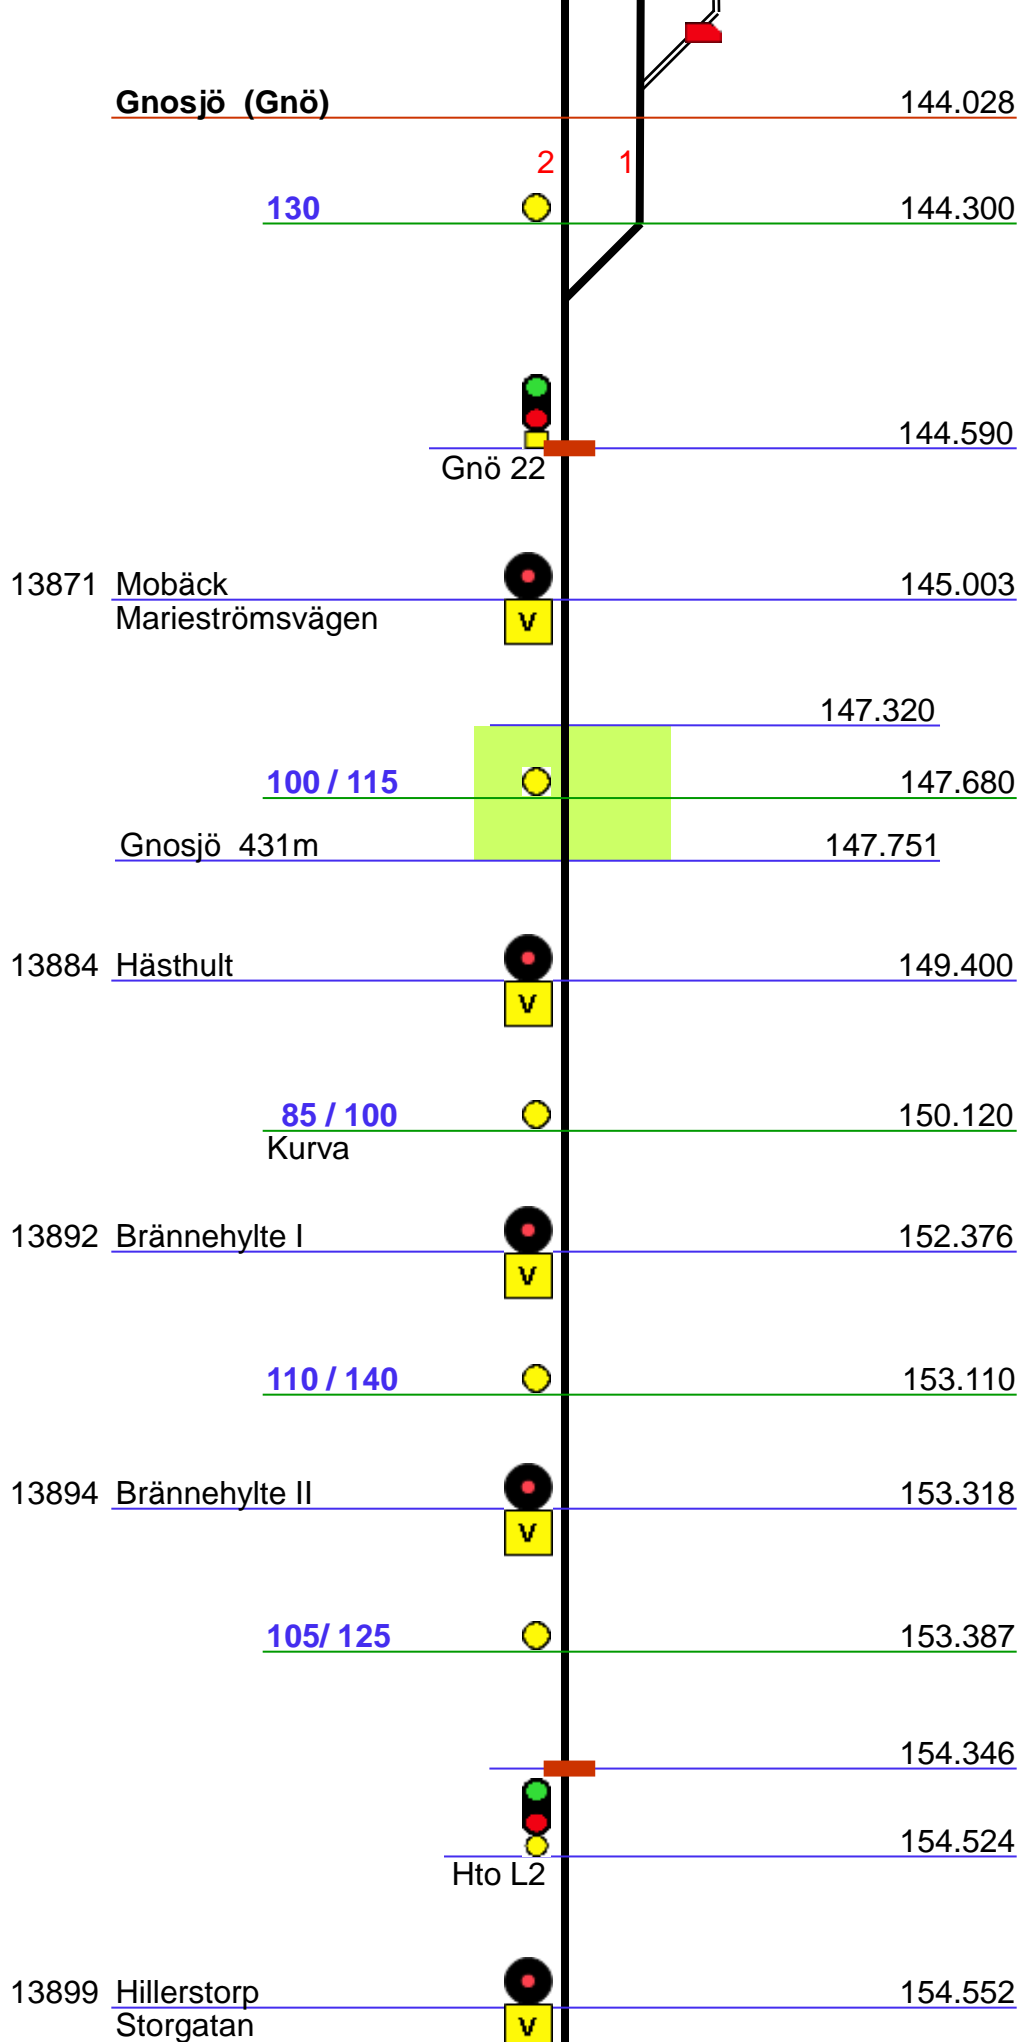 Gnosjö (Gnö) 144.028
2 1
130 144.300
144.590
Gnö 22
13871 Mobäck 145.003
Marieströmsvägen
V
147.320
100 / 115 147.680
Gnosjö 431m 147.751
13884 Hästhult 149.400
V
85 / 100 150.120
Kurva
13892 Brännehylte I 152.376
V
110 / 140 153.110
13894 Brännehylte II 153.318
V
105/ 125 153.387
154.346
154.524
Hto L2
13899 Hillerstorp 154.552
Storgatan V